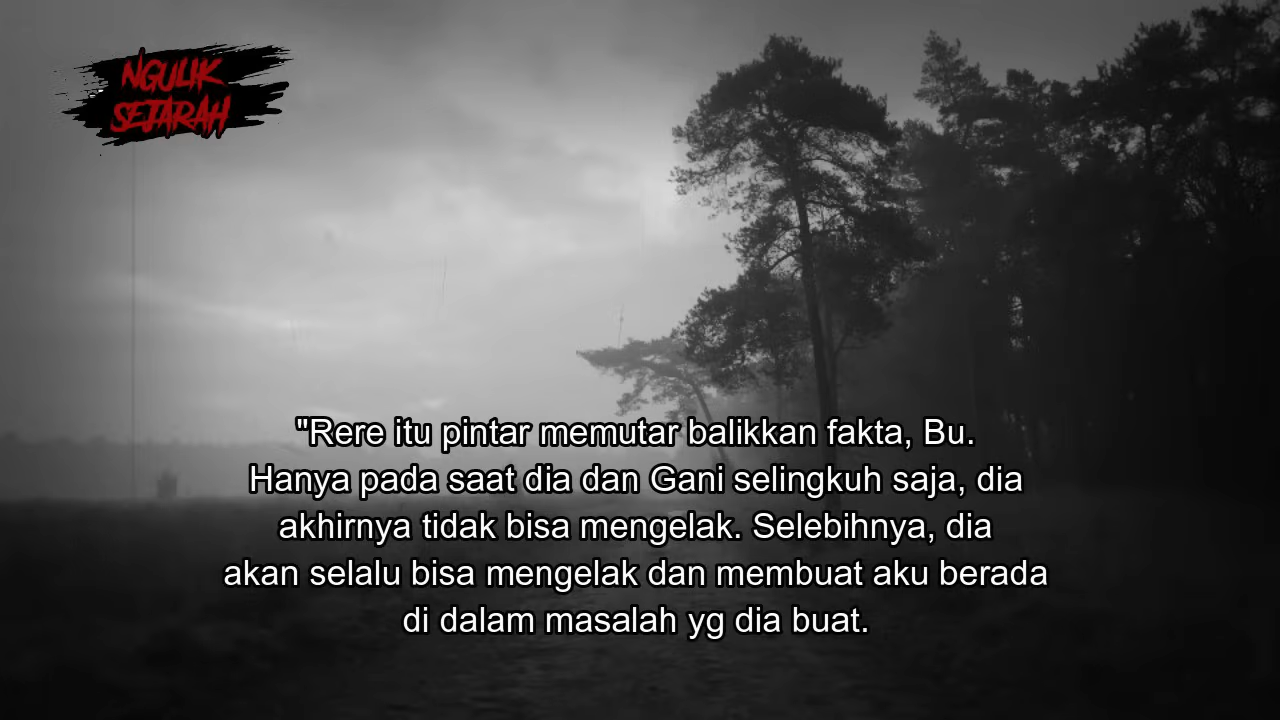 NGULIK
SEJARAH
"Rere itu pintar memutar balikkan fakta, Bu.
Hanya pada saat dia dan Gani selingkuh saja, dia
akhirnya tidak bisa mengelak. Selebihnya, dia
akan selalu bisa mengelak dan membuat aku berada
di dalam masalah yg dia buat.